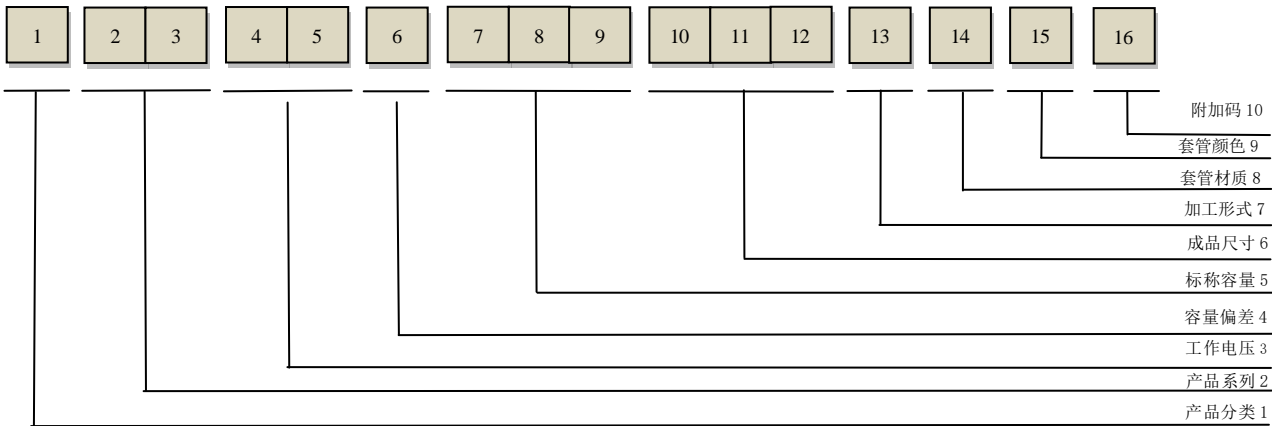 1 2 3 4 5 6 7 8 9 10 11 12 13 14 15 16
附加码 10
套管颜色 9
套管材质 8
加工形式 7
成品尺寸 6
标称容量 5
容量偏差 4
工作电压 3
产品系列 2
产品分类 1